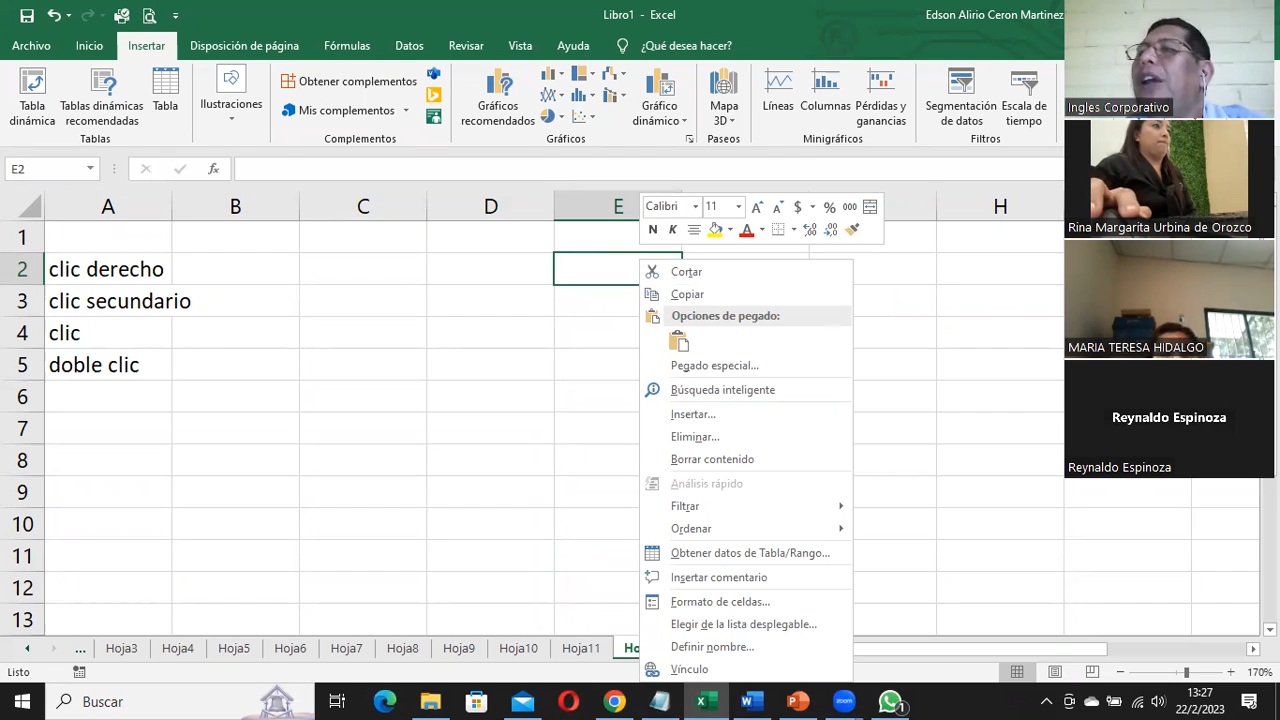 Libro1 - Excel
Edson Alirio Ceron Martinez
Archivo Inicio Insertar Disposición de página Fórmulas Datos Revisar Vista Ayuda ¿Qué desea hacer?
Tabla dinámica
Tablas dinámicas recomendadas
Tabla
Tablas
Ilustraciones
Obtener complementos
Mis complementos
Complementos
Gráficos recomendados
Gráfico dinámico
Gráficos
Mapa 3D
Paseos
Líneas
Columnas
Pérdidas y ganancias
Minigráficos
Segmentación de datos
Escala de tiempo
Filtros
E2
fx
A B C D E H
1
2 clic derecho
3 clic secundario
4 clic
5 doble clic
6
7
8
9
10
11
12
13
Calibri 11 A A $ % 000
N K A
Cortar
Copiar
Opciones de pegado:
Pegado especial...
Búsqueda inteligente
Insertar...
Eliminar...
Borrar contenido
Análisis rápido
Filtrar
Ordenar
Obtener datos de Tabla/Rango...
Insertar comentario
Formato de celdas...
Elegir de la lista desplegable...
Definir nombre...
Vínculo
... Hoja3 Hoja4 Hoja5 Hoja6 Hoja7 Hoja8 Hoja9 Hoja10 Hoja11 Ho
Listo
170%
Buscar
zoom
1
13:27
22/2/2023
Ingles Corporativo
Rina Margarita Urbina de Orozco
MARIA TERESA HIDALGO
Reynaldo Espinoza
Reynaldo Espinoza